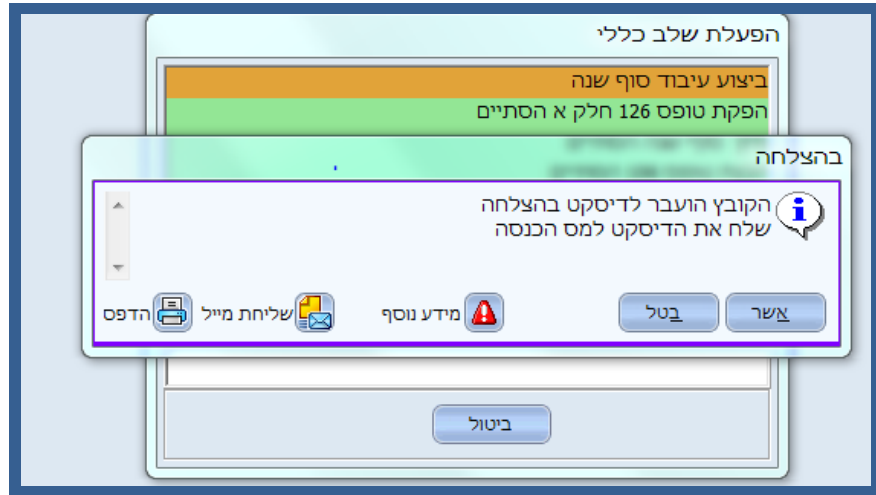 הפעלת שלב כללי
ביצוע עיבוד סוף שנה
הפקת טופס 126 חלק א הסתיים
בהצלחה
הקובץ הועבר לדיסקט בהצלחה
שלח את הדיסקט למס הכנסה
אשר
בטל
מידע נוסף
שליחת מייל
הדפס
ביטול